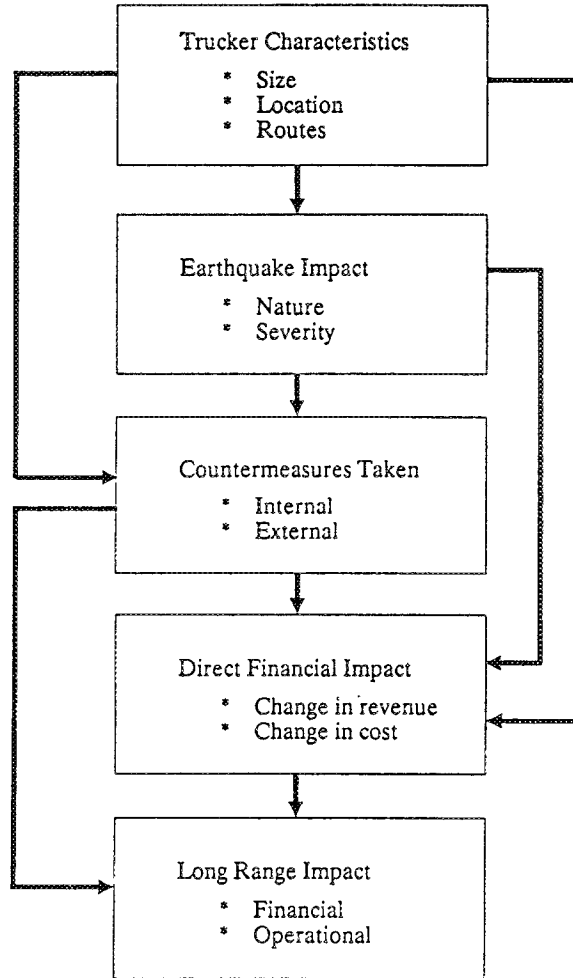 Trucker Characteristics
* Size
* Location
* Routes
Earthquake Impact
* Nature
* Severity
Countermeasures Taken
* Internal
* External
Direct Financial Impact
* Change in revenue
* Change in cost
Long Range Impact
* Financial
* Operational